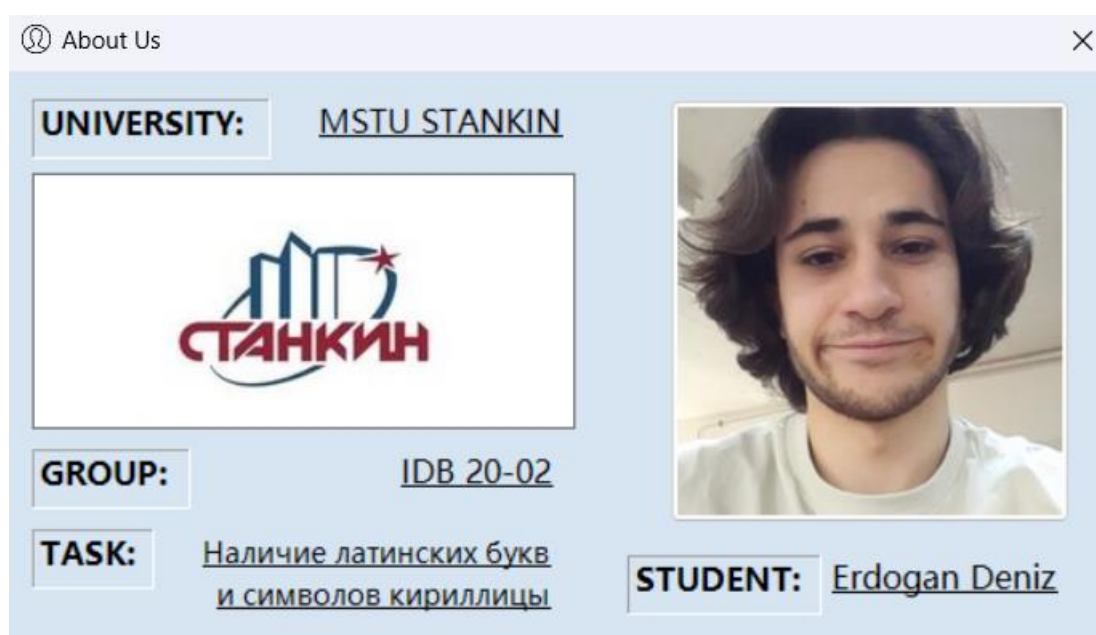 About Us
UNIVERSITY: MSTU STANKIN
СТАНКИН
GROUP: IDB 20-02
TASK: Наличие латинских букв
и символов кириллицы
STUDENT: Erdogan Deniz